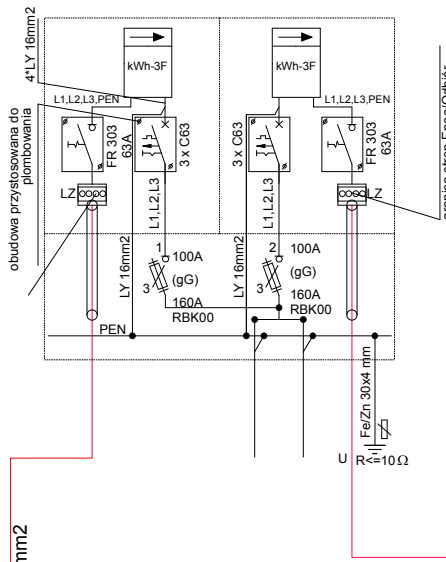 4*LY 16mm2
kWh-3F
kWh-3F
L1,L2,L3,PEN
L1,L2,L3,PEN
obudowa przystosowana do
plombowania
FR 303
63A
3 x C63
3 x C63
FR 303
63A
LZ
LZ
L1,L2,L3
L1,L2,L3
LY 16mm2
LY 16mm2
1
100A
(gG)
3
160A
RBK00
2
100A
(gG)
3
160A
RBK00
PEN
Fe/Zn 30x4 mm
U
R<=10 Ω
mm2